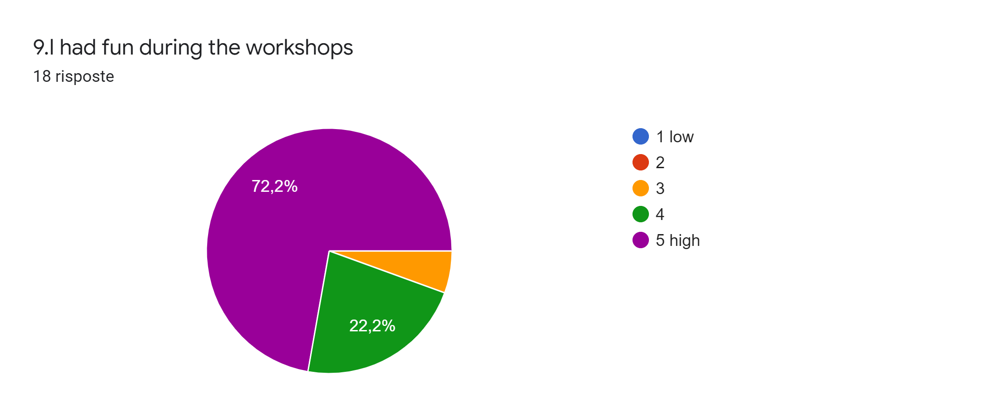 9.I had fun during the workshops
18 risposte
72,2%
22,2%
1 low
2
3
4
5 high